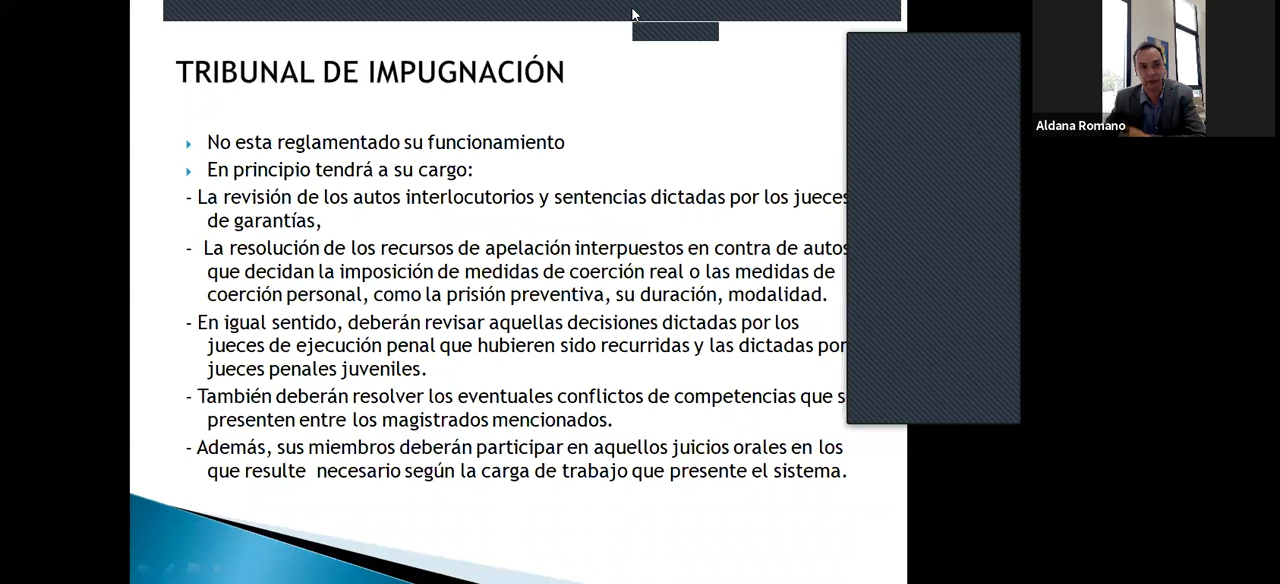 TRIBUNAL DE IMPUGNACIÓN
No esta reglamentado su funcionamiento
En principio tendrá a su cargo:
- La revisión de los autos interlocutorios y sentencias dictadas por los jueces
de garantías,
- La resolución de los recursos de apelación interpuestos en contra de autos
que decidan la imposición de medidas de coerción real o las medidas de
coerción personal, como la prisión preventiva, su duración, modalidad.
- En igual sentido, deberán revisar aquellas decisiones dictadas por los
jueces de ejecución penal que hubieren sido recurridas y las dictadas por
jueces penales juveniles.
- También deberán resolver los eventuales conflictos de competencias que s
presenten entre los magistrados mencionados.
- Además, sus miembros deberán participar en aquellos juicios orales en los
que resulte necesario según la carga de trabajo que presente el sistema.
Aldana Romano